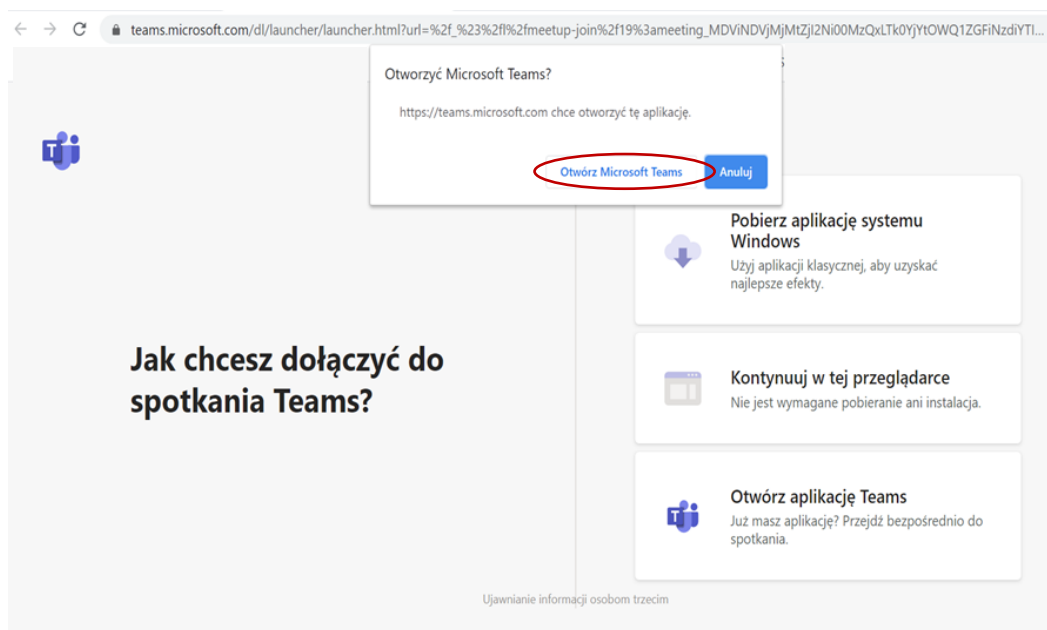 teams.microsoft.com/dl/launcher/launcher.html?url=%2f_%23%2fl%2fmeetup-join%2f19%3ameeting_MDViNDVjMjMtZjI2Ni00MzQxLTk0YjYtOWQ1ZGFiNzdiYTI...
Otworzyć Microsoft Teams?
https://teams.microsoft.com chce otworzyć tę aplikację.
Otwórz Microsoft Teams
Anuluj
Pobierz aplikację systemu
Windows
Użyj aplikacji klasycznej, aby uzyskać
najlepsze efekty.
Jak chcesz dołączyć do
spotkania Teams?
Kontynuuj w tej przeglądarce
Nie jest wymagane pobieranie ani instalacja.
Otwórz aplikację Teams
Już masz aplikację? Przejdź bezpośrednio do
spotkania.
Ujawnianie informacji osobom trzecim